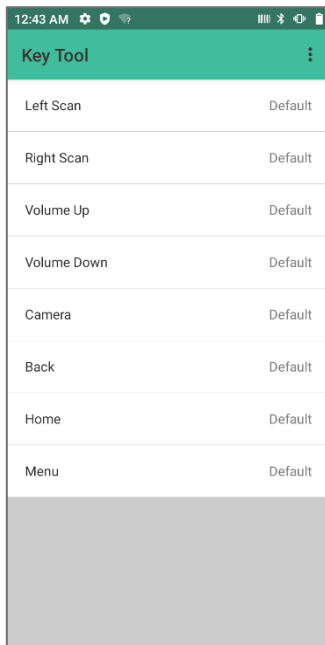 12:43 AM
Key Tool
Left Scan Default
Right Scan Default
Volume Up Default
Volume Down Default
Camera Default
Back Default
Home Default
Menu Default